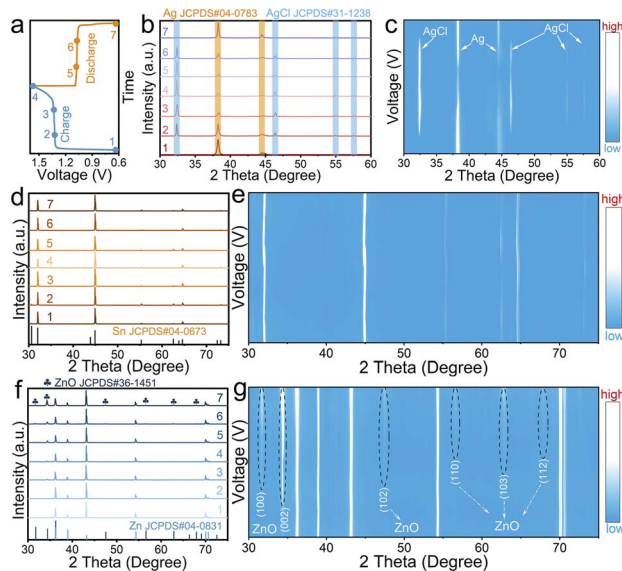 a
7
6
5
Discharge
4
3
Charge
2
1
1.5 1.2 0.9 0.6
Voltage (V)
Time
b
Ag JCPDS#04-0783 AgCl JCPDS#31-1238
7
6
5
4
3
2
1
30 35 40 45 50 55 60
2 Theta (Degree)
Intensity (a.u.)
c
AgCl
Ag
AgCl
30 35 40 45 50 55 60
2 Theta (Degree)
Voltage (V)
high
low
d
7
6
5
4
3
2
1
Sn JCPDS#04-0673
30 40 50 60 70
2 Theta (Degree)
Intensity (a.u.)
e
30 40 50 60 70
2 Theta (Degree)
Voltage (V)
high
low
f
♣ ZnO JCPDS#36-1451
7
6
5
4
3
2
1
Zn JCPDS#04-0831
30 40 50 60 70
2 Theta (Degree)
Intensity (a.u.)
g
(100)
(002)
(102)
(110)
(103)
(112)
ZnO
ZnO
ZnO
30 40 50 60 70
2 Theta (Degree)
Voltage (V)
high
low